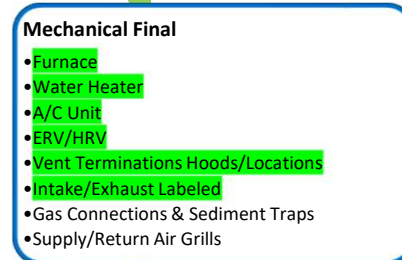 Mechanical Final
•Furnace
•Water Heater
•A/C Unit
•ERV/HRV
•Vent Terminations Hoods/Locations
•Intake/Exhaust Labeled
•Gas Connections & Sediment Traps
•Supply/Return Air Grills